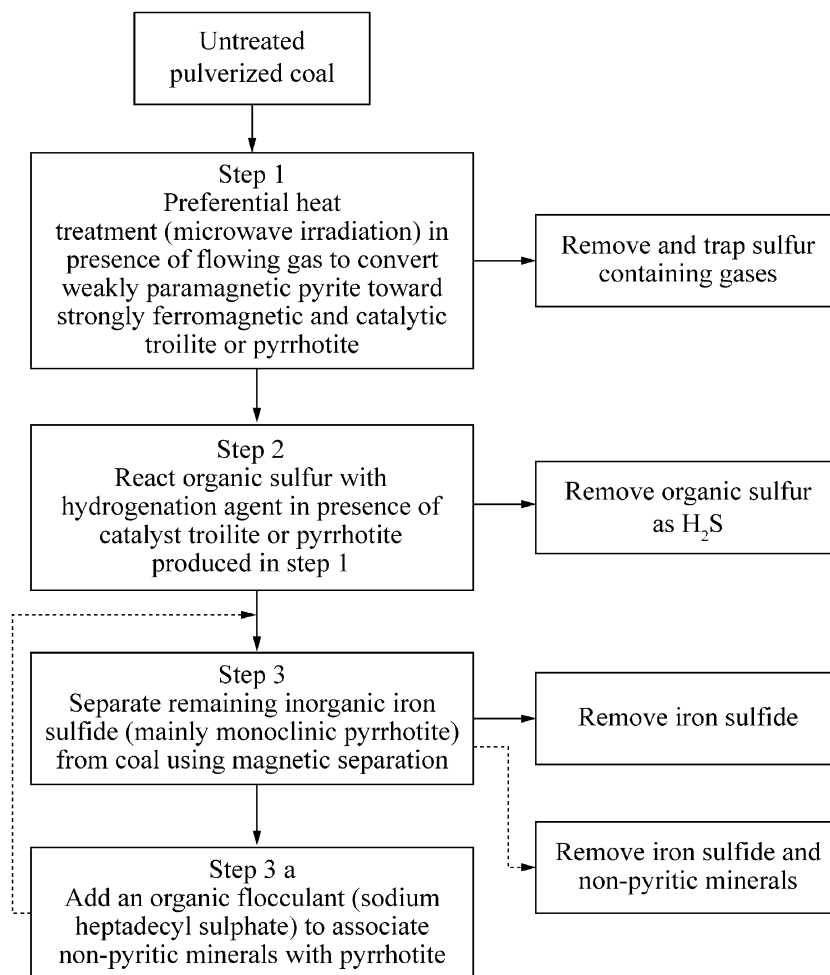 Untreated
pulverized coal
Step 1
Preferential heat
treatment (microwave irradiation) in
presence of flowing gas to convert
weakly paramagnetic pyrite toward
strongly ferromagnetic and catalytic
troilite or pyrrhotite
Remove and trap sulfur
containing gases
Step 2
React organic sulfur with
hydrogenation agent in presence of
catalyst troilite or pyrrhotite
produced in step 1
Remove organic sulfur
as H₂S
Step 3
Separate remaining inorganic iron
sulfide (mainly monoclinic pyrrhotite)
from coal using magnetic separation
Remove iron sulfide
Remove iron sulfide and
non-pyritic minerals
Step 3 a
Add an organic flocculant (sodium
heptadecyl sulphate) to associate
non-pyritic minerals with pyrrhotite